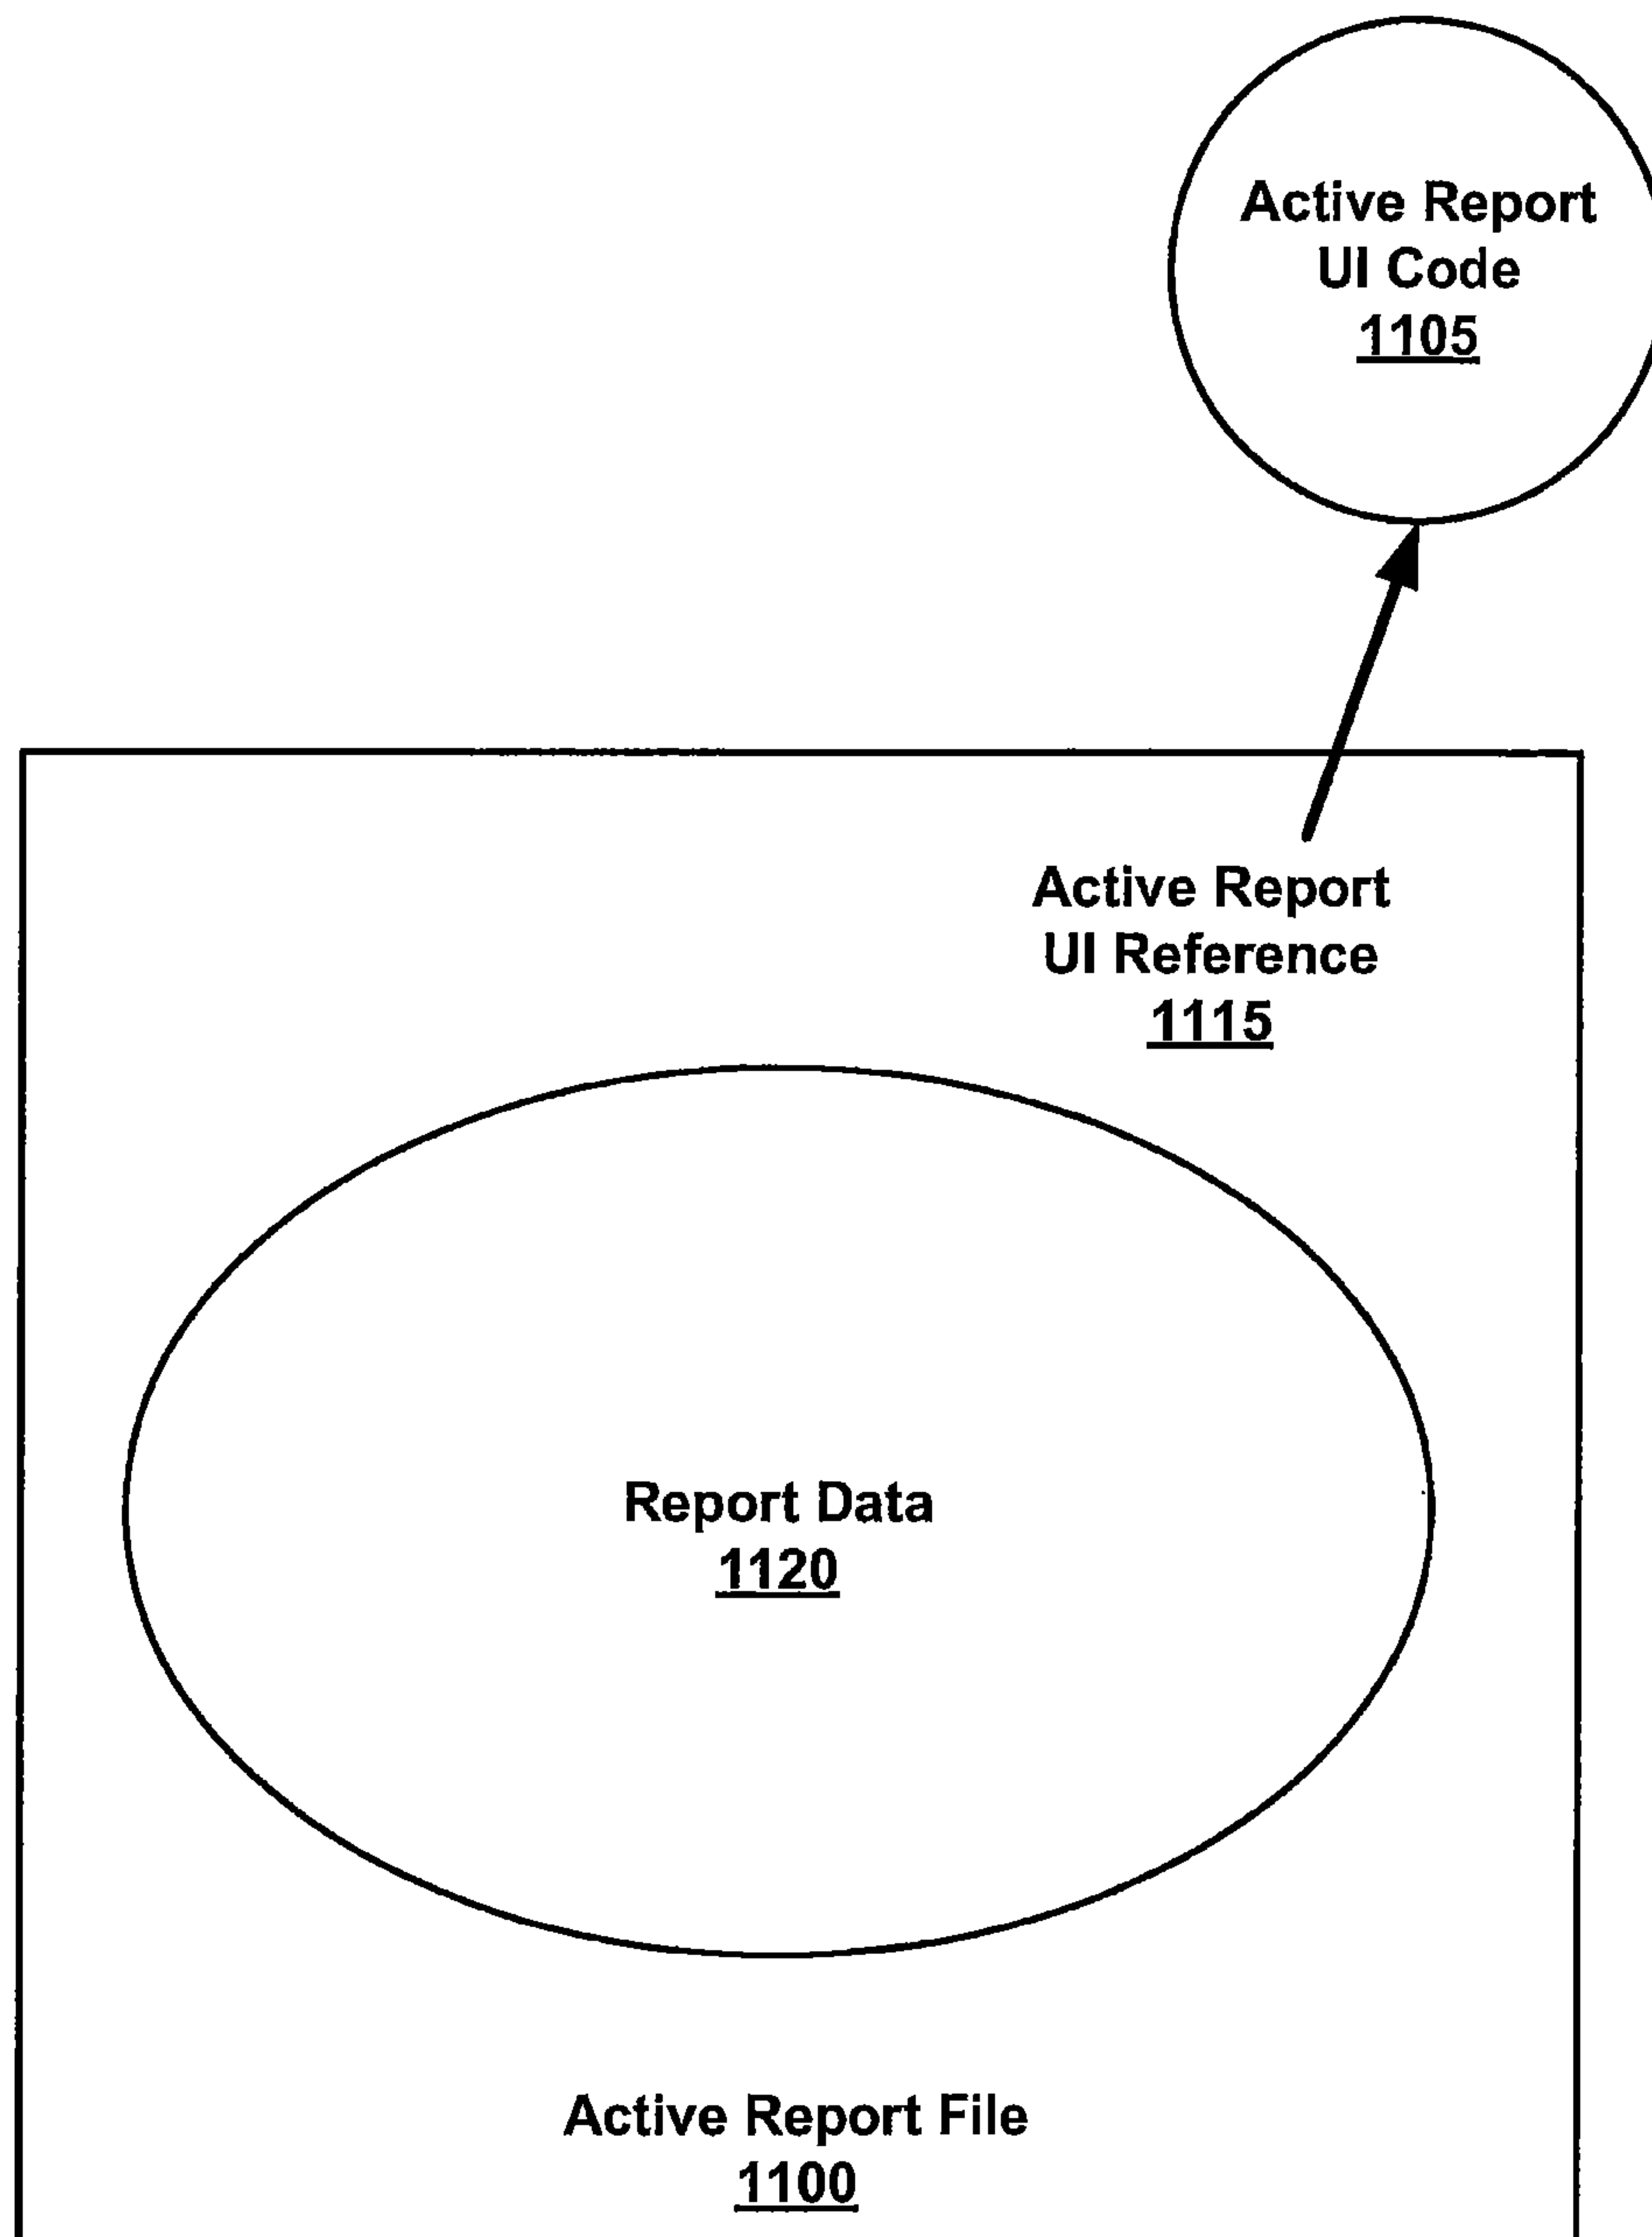 Active Report
UI Code
1105
Active Report
UI Reference
1115
Report Data
1120
Active Report File
1100